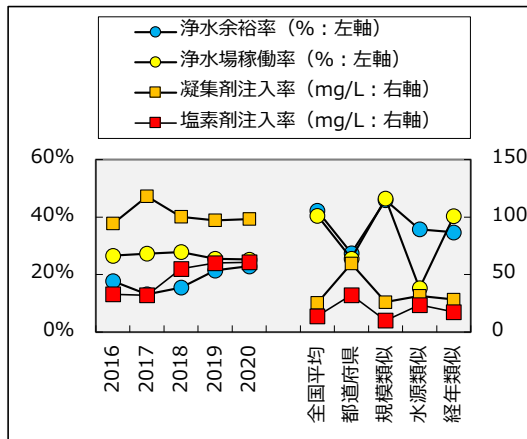 浄水余裕率（%：左軸）
浄水場稼働率（%：左軸）
凝集剤注入率（mg/L：右軸）
塩素剤注入率（mg/L：右軸）
60%
40%
20%
0%
150
100
50
0
2016
2017
2018
2019
2020
全国平均
都道府県
規模類似
水源類似
経年類似